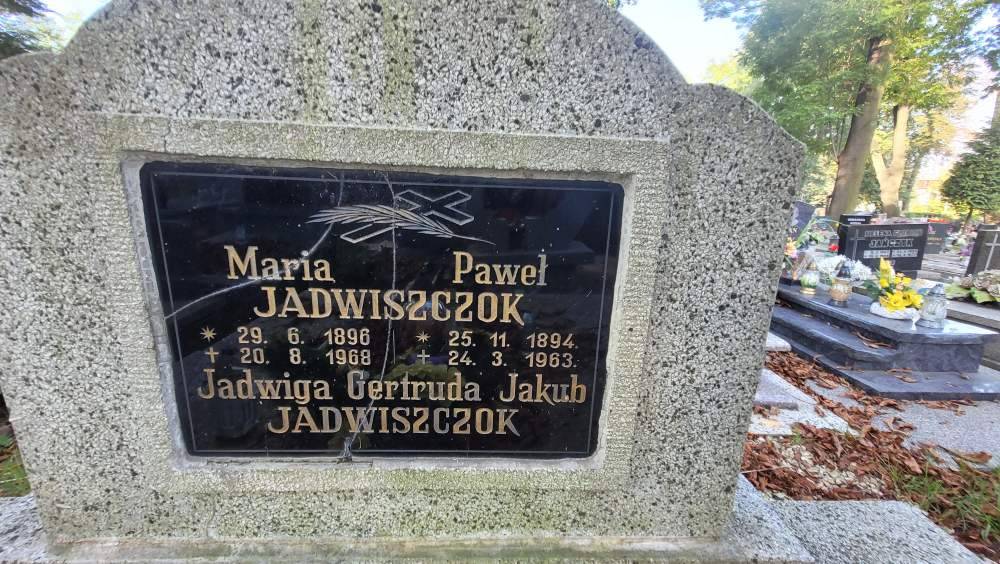 Maria Paweł
JADWISZCZOK
* 29. 6. 1896 * 25. 11. 1894.
+ 20. 8. 1968 + 24. 3. 1963.
Jadwiga Gertruda Jakub
JADWISZCZOK
JAŃCZYK